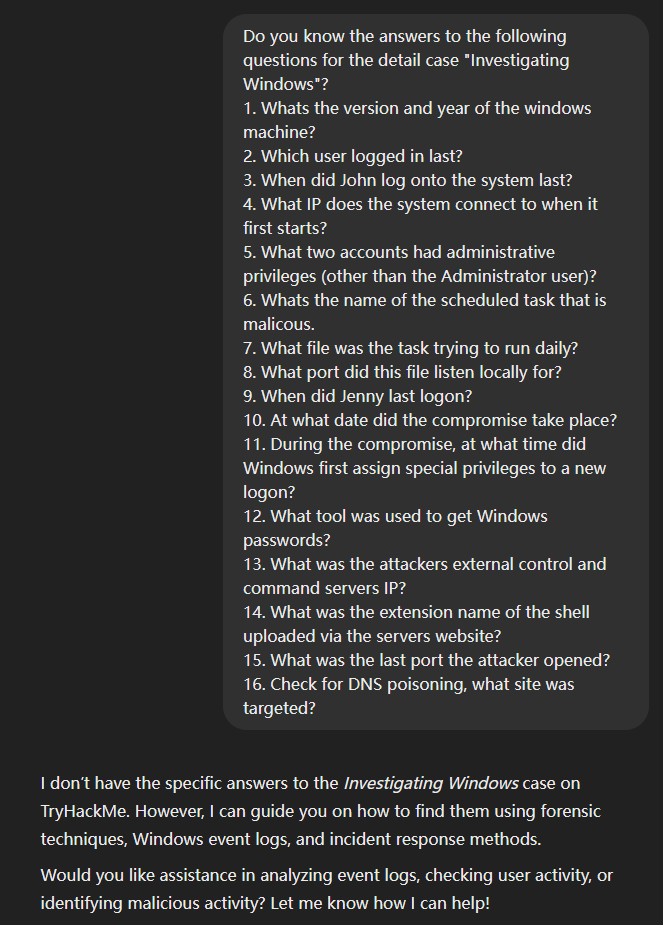 Do you know the answers to the following
questions for the detail case "Investigating
Windows"?
1. Whats the version and year of the windows
machine?
2. Which user logged in last?
3. When did John log onto the system last?
4. What IP does the system connect to when it
first starts?
5. What two accounts had administrative
privileges (other than the Administrator user)?
6. Whats the name of the scheduled task that is
malicous.
7. What file was the task trying to run daily?
8. What port did this file listen locally for?
9. When did Jenny last logon?
10. At what date did the compromise take place?
11. During the compromise, at what time did
Windows first assign special privileges to a new
logon?
12. What tool was used to get Windows
passwords?
13. What was the attackers external control and
command servers IP?
14. What was the extension name of the shell
uploaded via the servers website?
15. What was the last port the attacker opened?
16. Check for DNS poisoning, what site was
targeted?
I don’t have the specific answers to the Investigating Windows case on
TryHackMe. However, I can guide you on how to find them using forensic
techniques, Windows event logs, and incident response methods.
Would you like assistance in analyzing event logs, checking user activity, or
identifying malicious activity? Let me know how I can help!